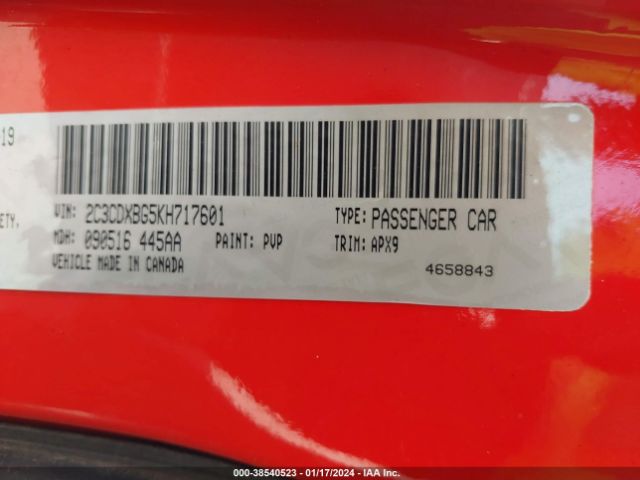 19
ETY.
VIN: 2C3CDXBG5KH717601
TYPE: PASSENGER CAR
MDH: 090516 445AA
PAINT: PVP
TRIM: APX9
VEHICLE MADE IN CANADA
4658843
000-38540523 — 01/17/2024 — IAA Inc.